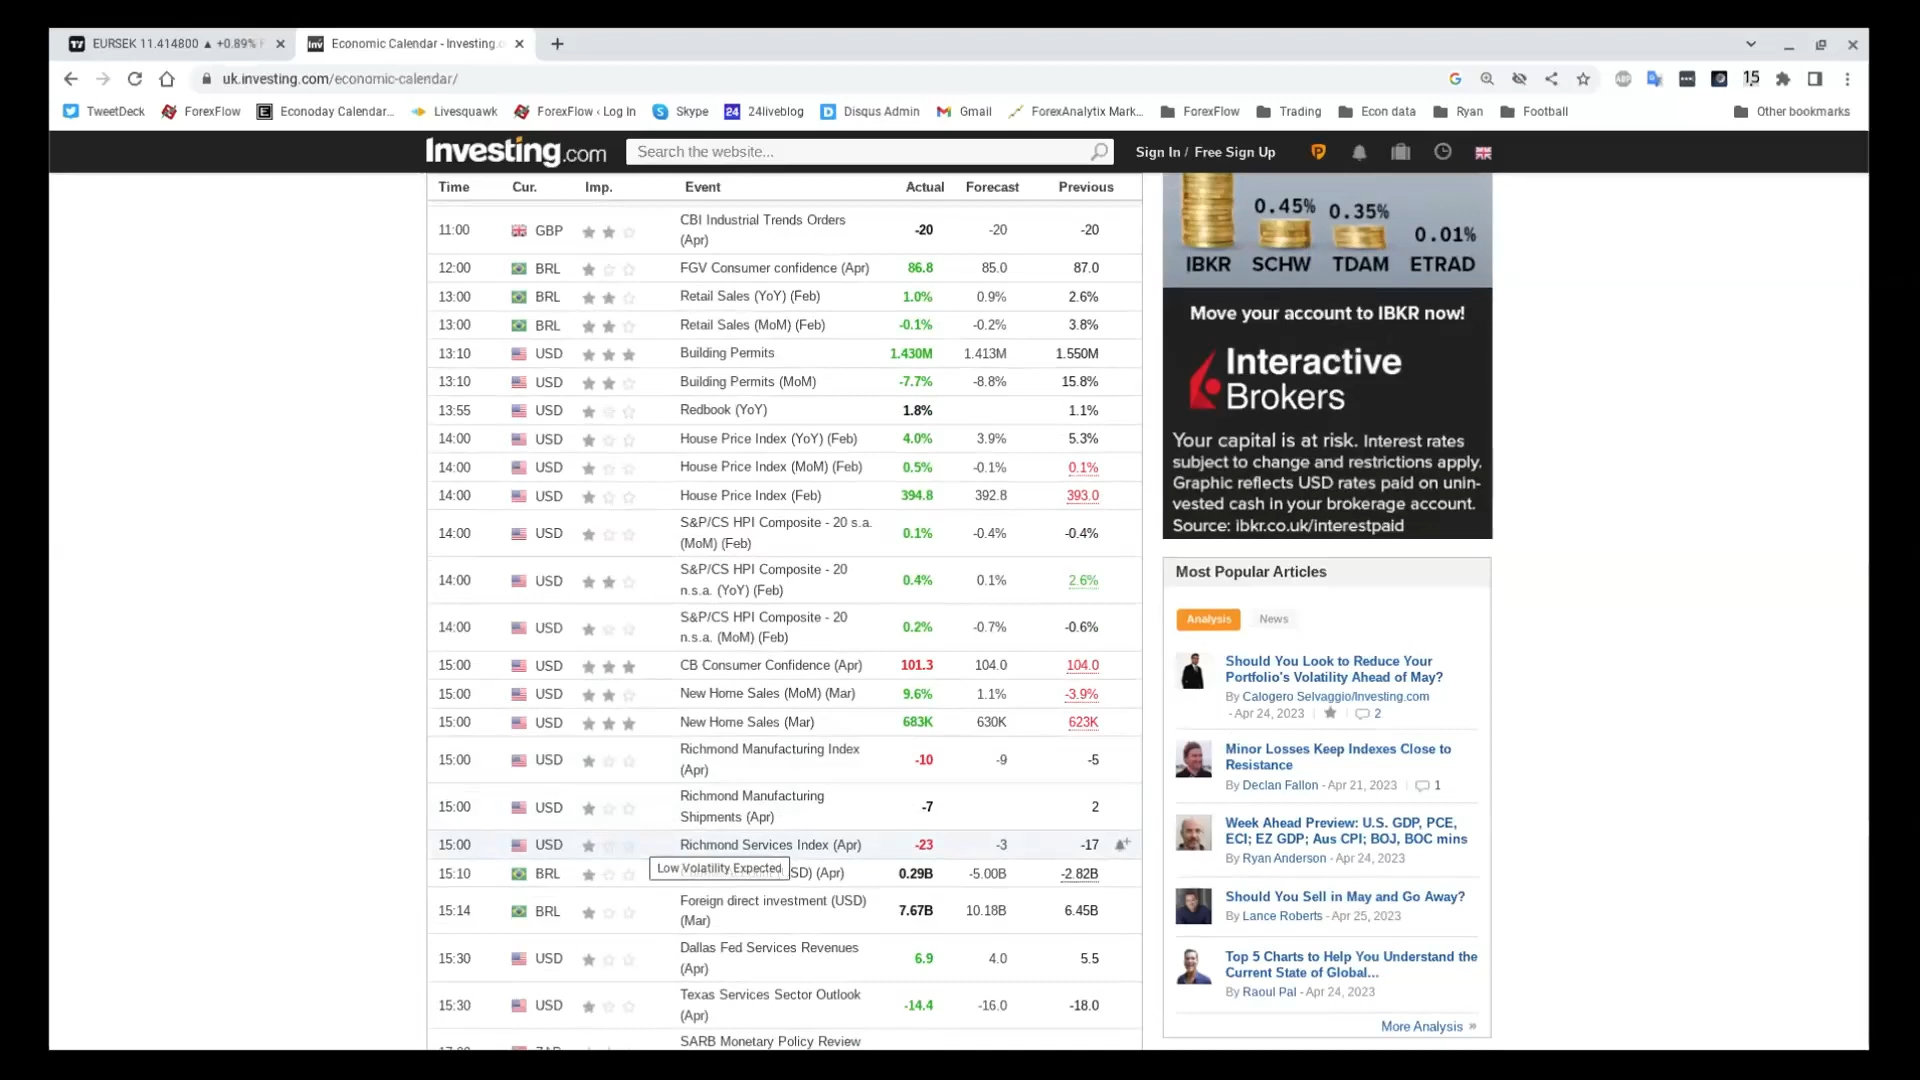 EURSEK 11.414800 ▲ +0.89%
Economic Calendar - Investing.c
uk.investing.com/economic-calendar/
15
TweetDeck ForexFlow Econoday Calendar... Livesquawk ForexFlow ‹ Log In Skype 24 24liveblog Disqus Admin Gmail ForexAnalytix Mark... ForexFlow Trading Econ data Ryan Football Other bookmarks
Investing.com Search the website... Sign In / Free Sign Up
Time Cur. Imp. Event Actual Forecast Previous
11:00 GBP CBI Industrial Trends Orders (Apr) -20 -20 -20
12:00 BRL FGV Consumer confidence (Apr) 86.8 85.0 87.0
13:00 BRL Retail Sales (YoY) (Feb) 1.0% 0.9% 2.6%
13:00 BRL Retail Sales (MoM) (Feb) -0.1% -0.2% 3.8%
13:10 USD Building Permits 1.430M 1.413M 1.550M
13:10 USD Building Permits (MoM) -7.7% -8.8% 15.8%
13:55 USD Redbook (YoY) 1.8% 1.1%
14:00 USD House Price Index (YoY) (Feb) 4.0% 3.9% 5.3%
14:00 USD House Price Index (MoM) (Feb) 0.5% -0.1% 0.1%
14:00 USD House Price Index (Feb) 394.8 392.8 393.0
14:00 USD S&P/CS HPI Composite - 20 s.a. (MoM) (Feb) 0.1% -0.4% -0.4%
14:00 USD S&P/CS HPI Composite - 20 n.s.a. (YoY) (Feb) 0.4% 0.1% 2.6%
14:00 USD S&P/CS HPI Composite - 20 n.s.a. (MoM) (Feb) 0.2% -0.7% -0.6%
15:00 USD CB Consumer Confidence (Apr) 101.3 104.0 104.0
15:00 USD New Home Sales (MoM) (Mar) 9.6% 1.1% -3.9%
15:00 USD New Home Sales (Mar) 683K 630K 623K
15:00 USD Richmond Manufacturing Index (Apr) -10 -9 -5
15:00 USD Richmond Manufacturing Shipments (Apr) -7 2
15:00 USD Richmond Services Index (Apr) -23 -3 -17
Low Volatility Expected
15:10 BRL SD) (Apr) 0.29B -5.00B -2.82B
15:14 BRL Foreign direct investment (USD) (Mar) 7.67B 10.18B 6.45B
15:30 USD Dallas Fed Services Revenues (Apr) 6.9 4.0 5.5
15:30 USD Texas Services Sector Outlook (Apr) -14.4 -16.0 -18.0
SARB Monetary Policy Review
0.45% 0.35%
0.01%
IBKR SCHW TDAM ETRAD
Move your account to IBKR now!
Interactive
Brokers
Your capital is at risk. Interest rates
subject to change and restrictions apply.
Graphic reflects USD rates paid on unin-
vested cash in your brokerage account.
Source: ibkr.co.uk/interestpaid
Most Popular Articles
Analysis News
Should You Look to Reduce Your
Portfolio's Volatility Ahead of May?
By Calogero Selvaggio/Investing.com
- Apr 24, 2023 2
Minor Losses Keep Indexes Close to
Resistance
By Declan Fallon - Apr 21, 2023 1
Week Ahead Preview: U.S. GDP, PCE,
ECI; EZ GDP; Aus CPI; BOJ, BOC mins
By Ryan Anderson - Apr 24, 2023
Should You Sell in May and Go Away?
By Lance Roberts - Apr 25, 2023
Top 5 Charts to Help You Understand the
Current State of Global...
By Raoul Pal - Apr 24, 2023
More Analysis »